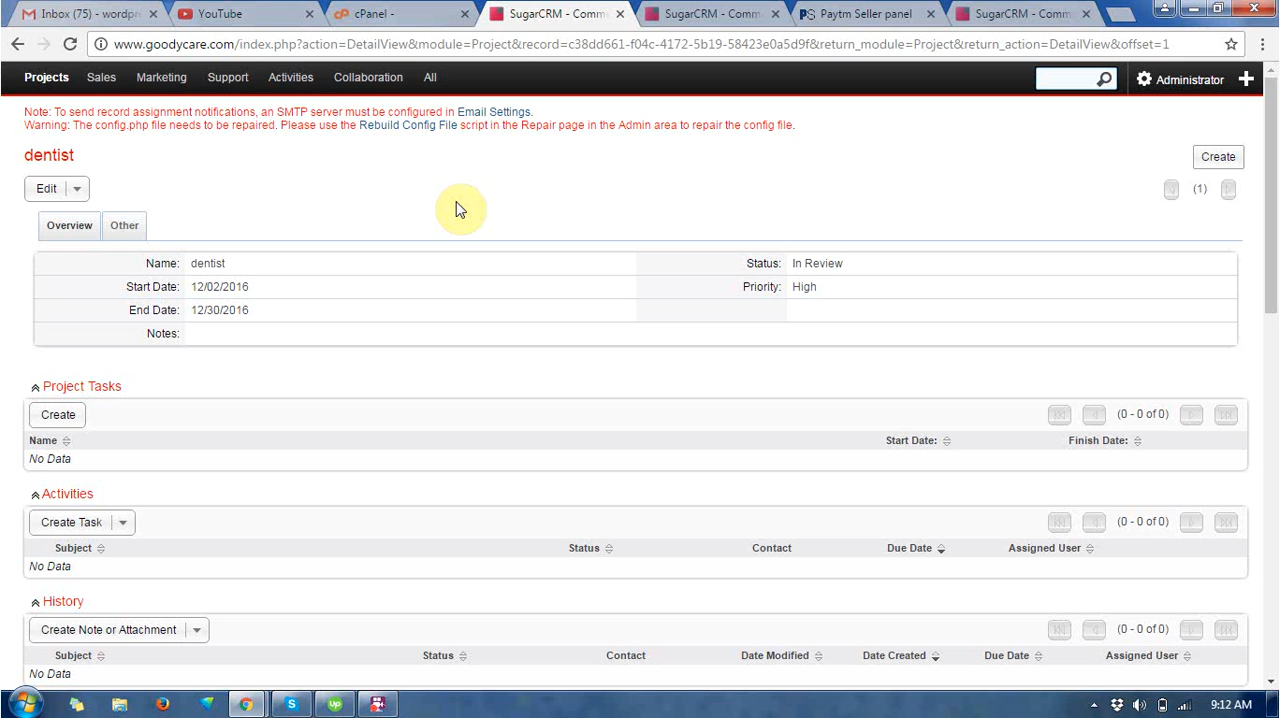 Inbox (75) - wordpr
YouTube
cPanel -
SugarCRM - Comm
SugarCRM - Comm
Paytm Seller panel
SugarCRM - Comm
www.goodycare.com/index.php?action=DetailView&module=Project&record=c38dd661-f04c-4172-5b19-58423e0a5d9f&return_module=Project&return_action=DetailView&offset=1
Projects Sales Marketing Support Activities Collaboration All Administrator
Note: To send record assignment notifications, an SMTP server must be configured in Email Settings.
Warning: The config.php file needs to be repaired. Please use the Rebuild Config File script in the Repair page in the Admin area to repair the config file.
dentist Create
Edit (1)
Overview Other
Name: dentist Status: In Review
Start Date: 12/02/2016 Priority: High
End Date: 12/30/2016
Notes:
Project Tasks
Create (0 - 0 of 0)
Name Start Date: Finish Date:
No Data
Activities
Create Task (0 - 0 of 0)
Subject Status Contact Due Date Assigned User
No Data
History
Create Note or Attachment (0 - 0 of 0)
Subject Status Contact Date Modified Date Created Due Date Assigned User
No Data
9:12 AM